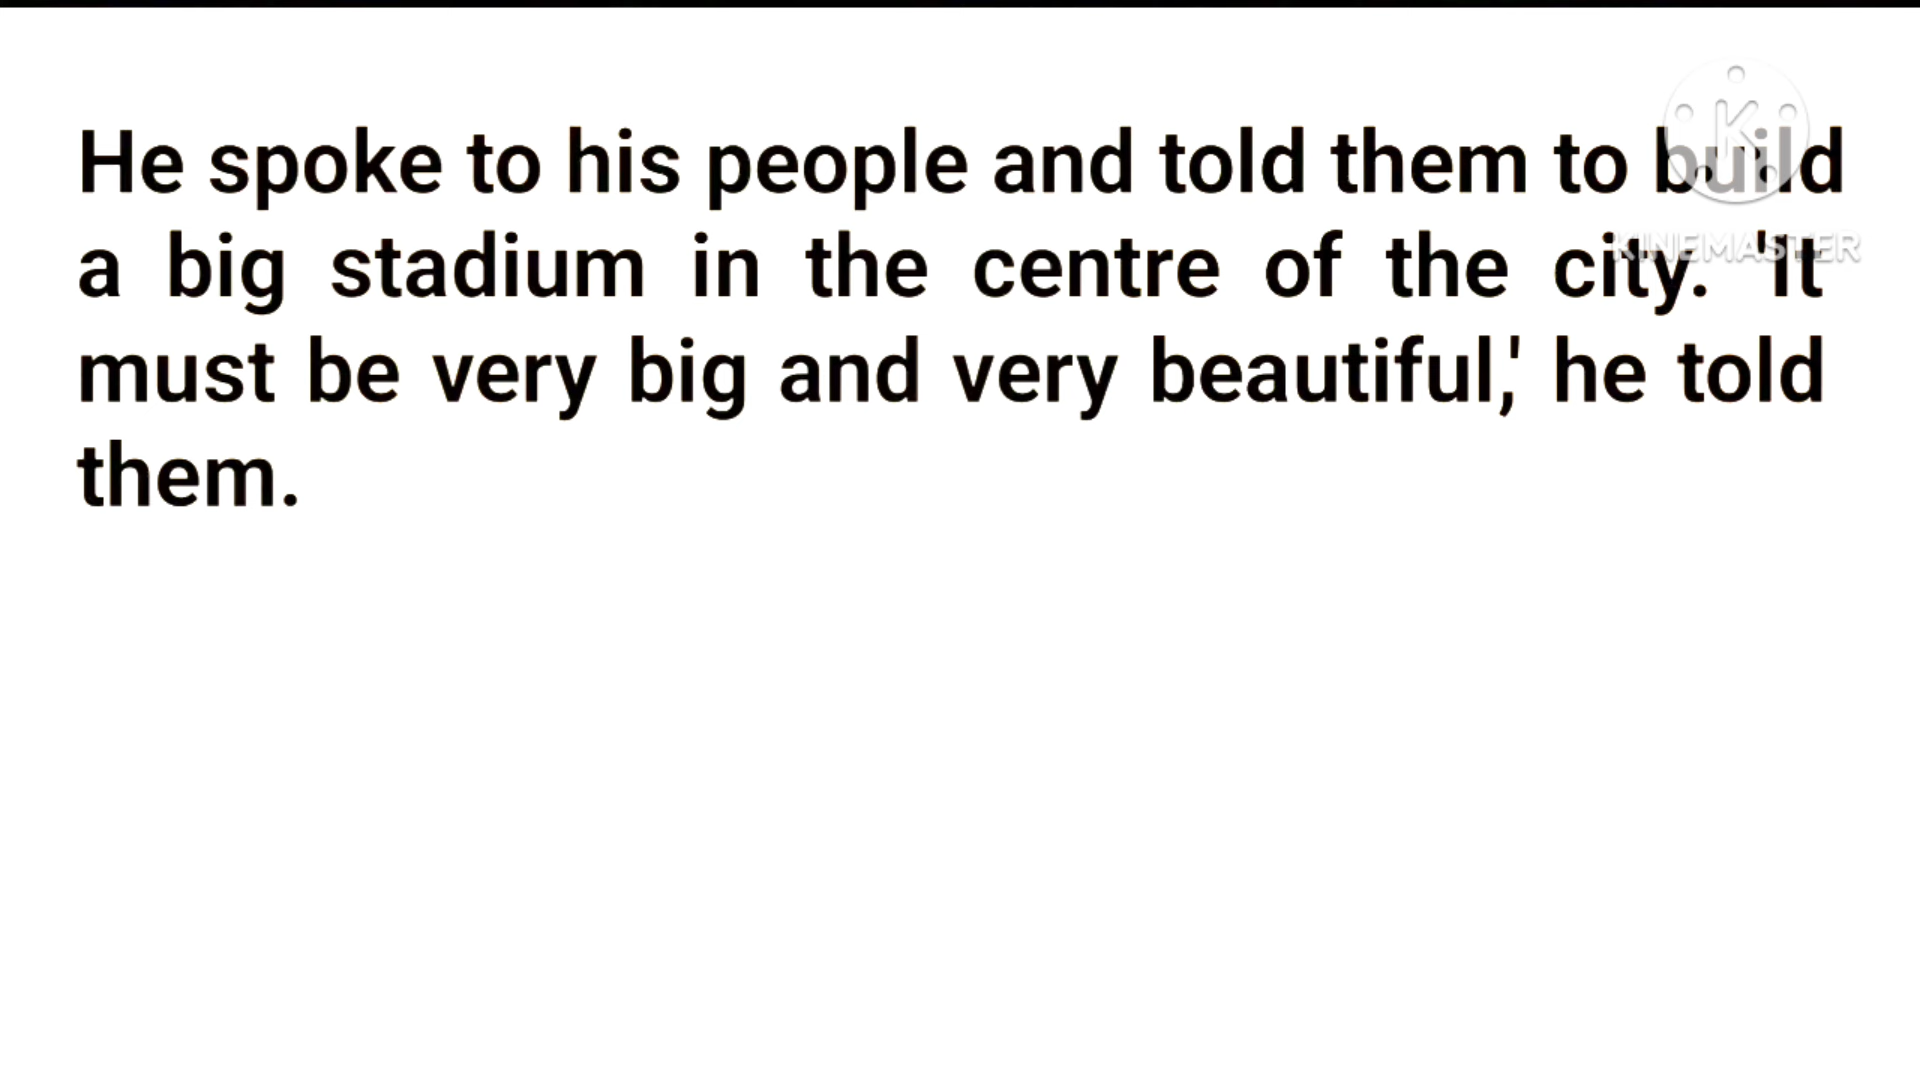 He spoke to his people and told them to build
a big stadium in the centre of the city. 'It
must be very big and very beautiful,' he told
them.
KINEMASTER